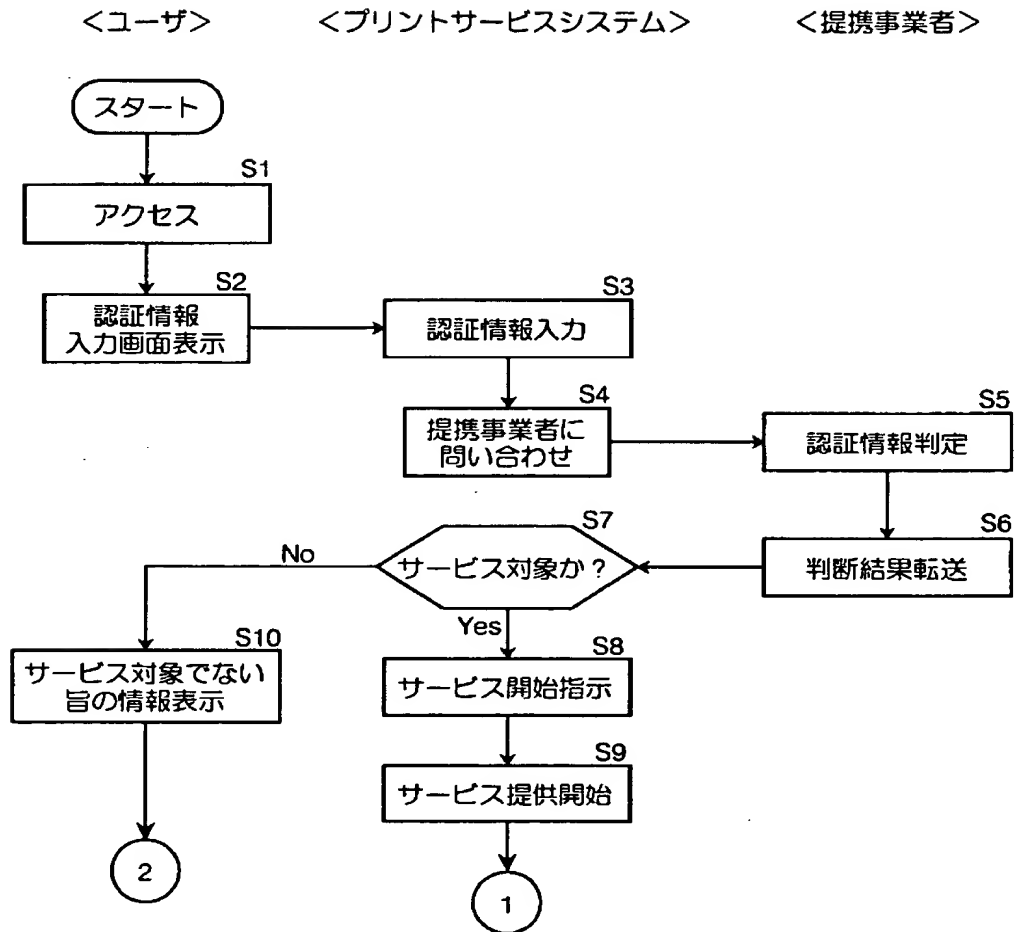 ＜ユーザ＞
＜プリントサービスシステム＞
＜提携事業者＞
スタート
S1
アクセス
S2
認証情報
入力画面表示
S3
認証情報入力
S4
提携事業者に
問い合わせ
S5
認証情報判定
S6
判断結果転送
S7
サービス対象か？
No
Yes
S10
サービス対象でない
旨の情報表示
S8
サービス開始指示
S9
サービス提供開始
2
1